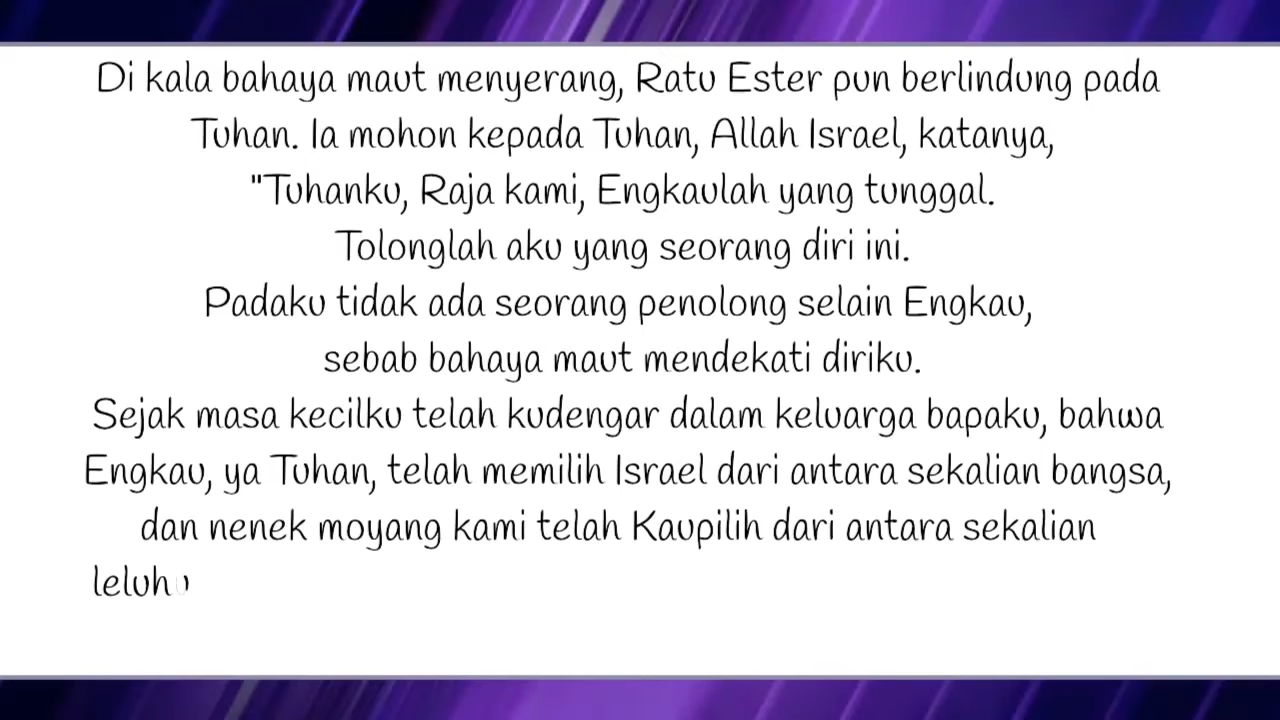 Di kala bahaya maut menyerang, Ratu Ester pun berlindung pada
Tuhan. Ia mohon kepada Tuhan, Allah Israel, katanya,
"Tuhanku, Raja kami, Engkaulah yang tunggal.
Tolonglah aku yang seorang diri ini.
Padaku tidak ada seorang penolong selain Engkau,
sebab bahaya maut mendekati diriku.
Sejak masa kecilku telah kudengar dalam keluarga bapaku, bahwa
Engkau, ya Tuhan, telah memilih Israel dari antara sekalian bangsa,
dan nenek moyang kami telah Kaupilih dari antara sekalian